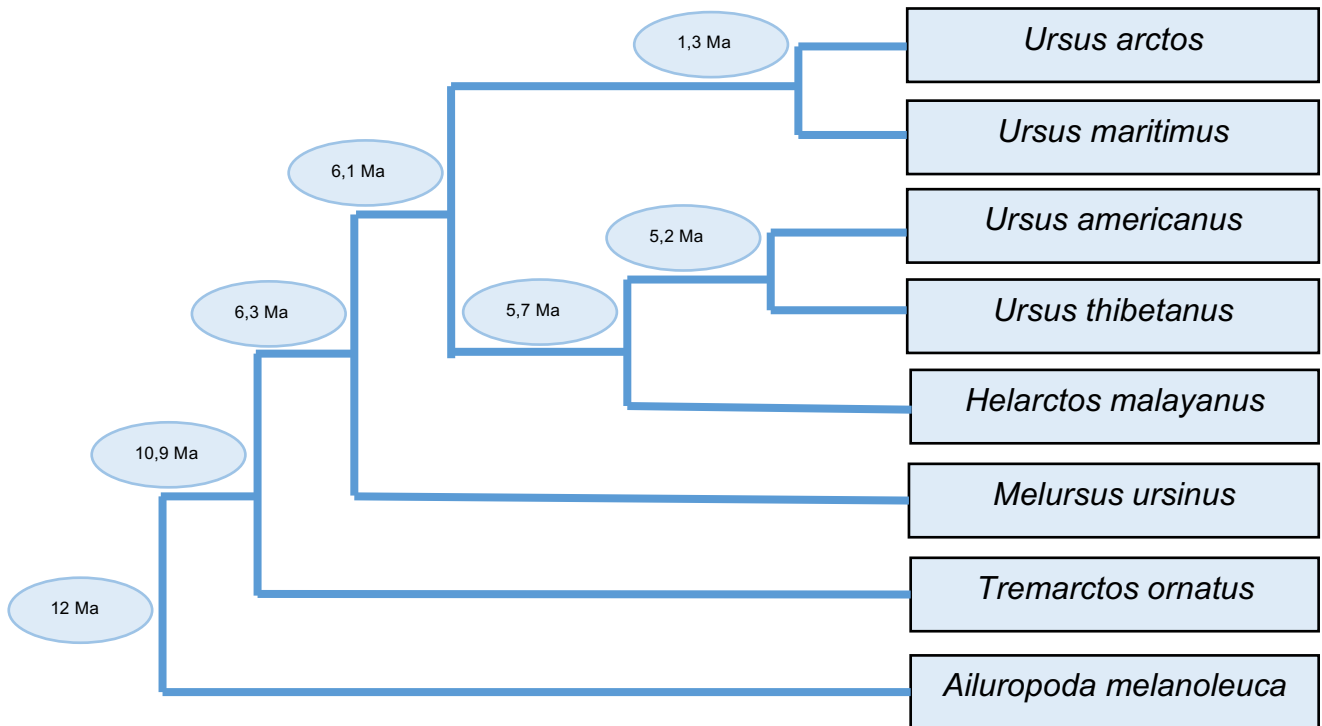 1,3 Ma
Ursus arctos
Ursus maritimus
6,1 Ma
Ursus americanus
5,2 Ma
6,3 Ma
5,7 Ma
Ursus thibetanus
Helarctos malayanus
10,9 Ma
Melursus ursinus
12 Ma
Tremarctos ornatus
Ailuropoda melanoleuca